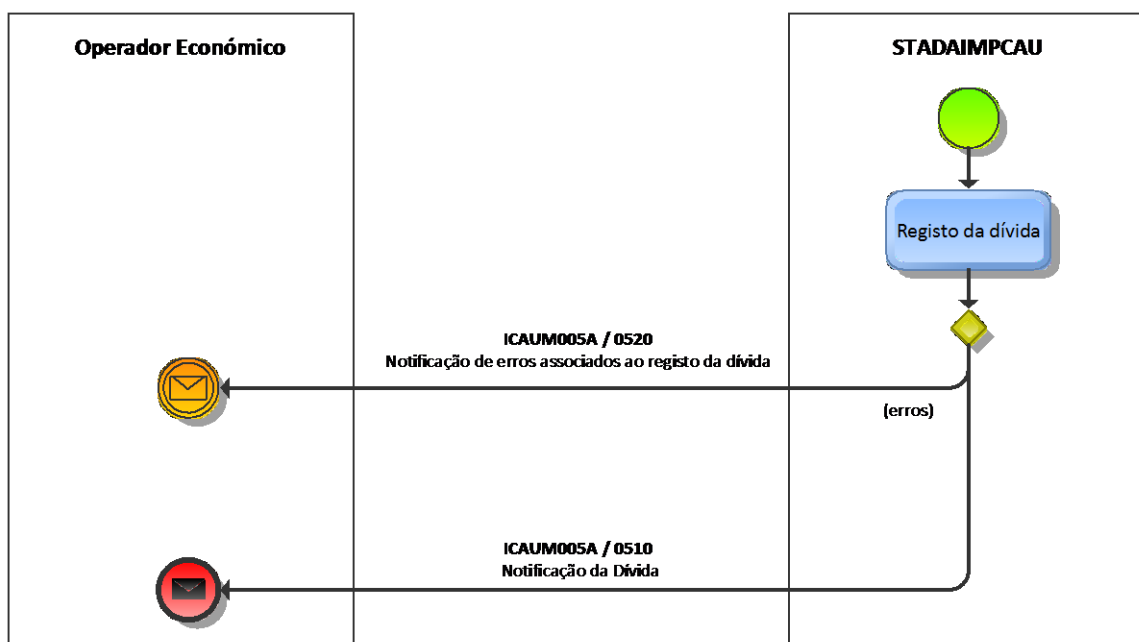 Operador Económico
STADAIMPCAU
Registo da dívida
ICAUM005A / 0520
Notificação de erros associados ao registo da dívida
(erros)
ICAUM005A / 0510
Notificação da Dívida